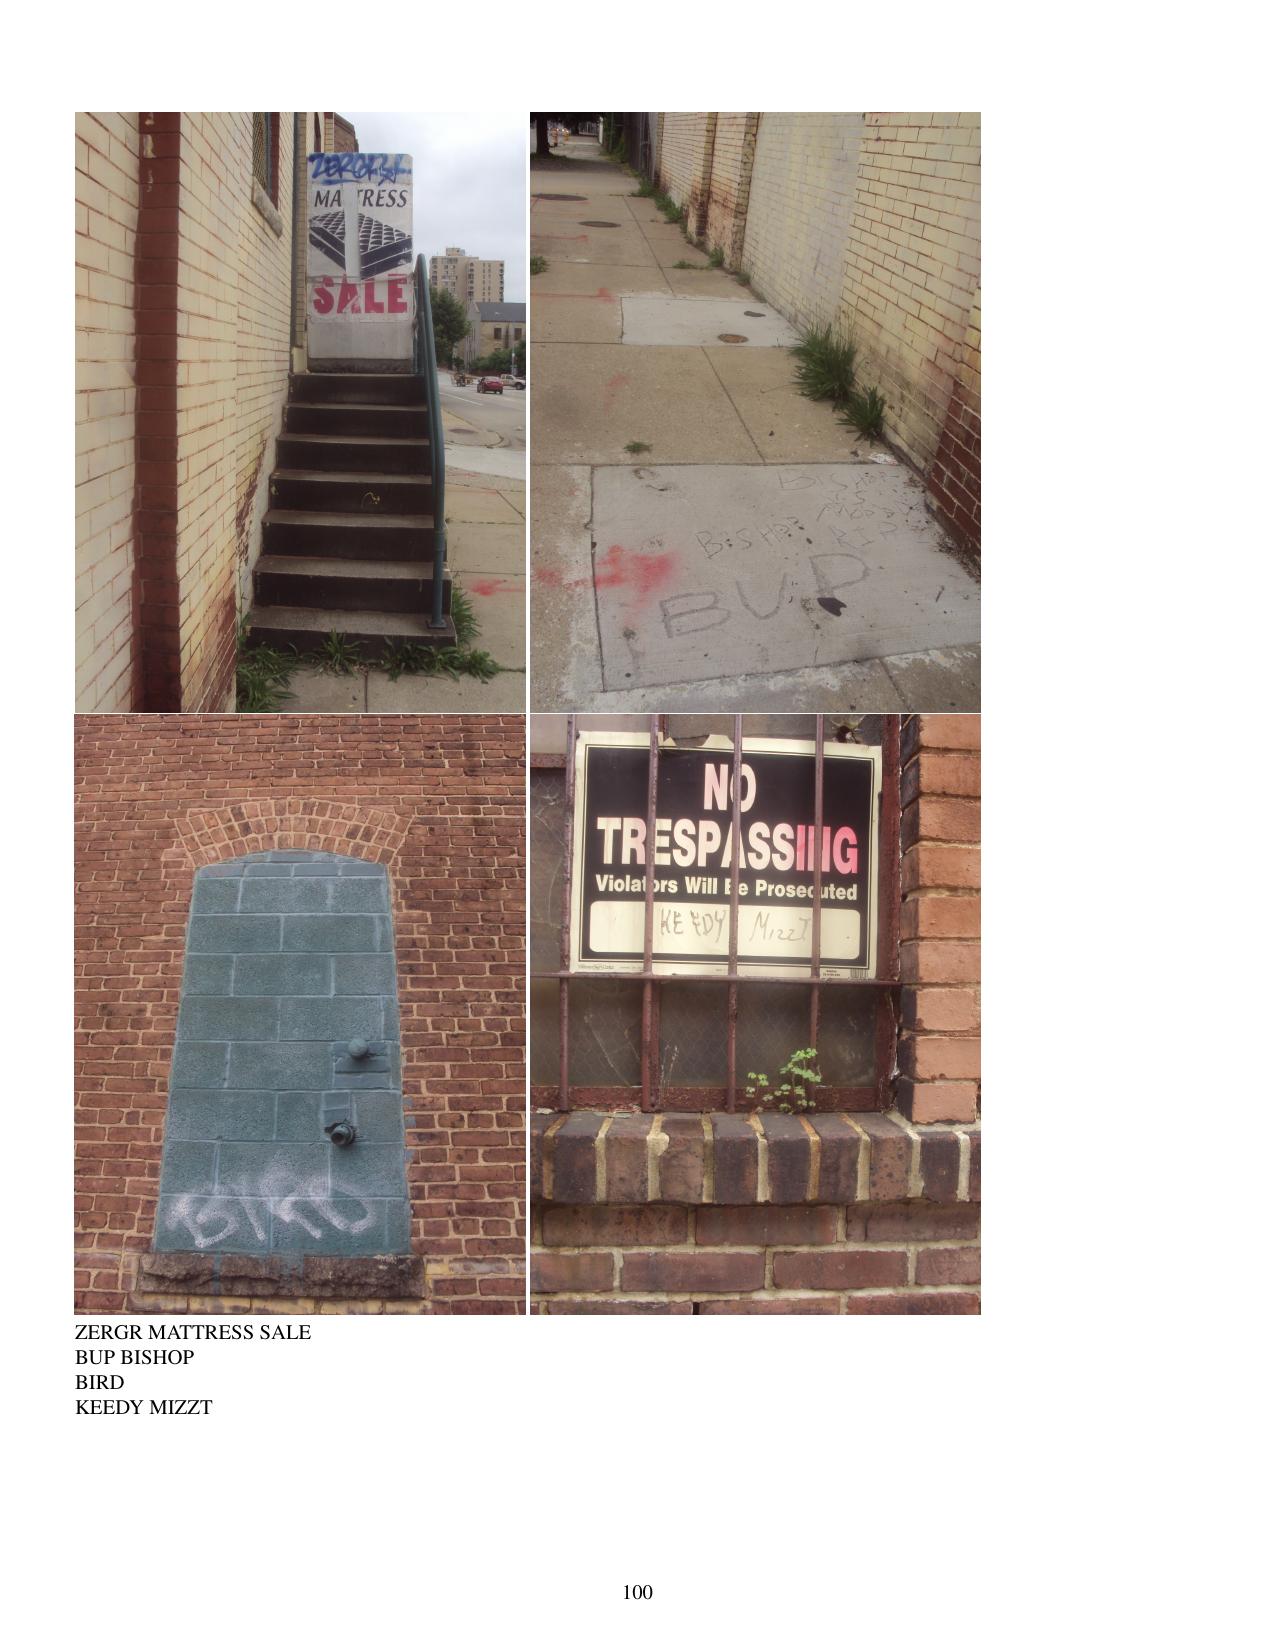 ZERGR
MATTRESS
SALE
BISHOP
BISHOP
BUP
BIRD
NO
TRESPASSING
Violators Will Be Prosecuted
KEEDY MIZZT
ZERGR MATTRESS SALE
BUP BISHOP
BIRD
KEEDY MIZZT
100